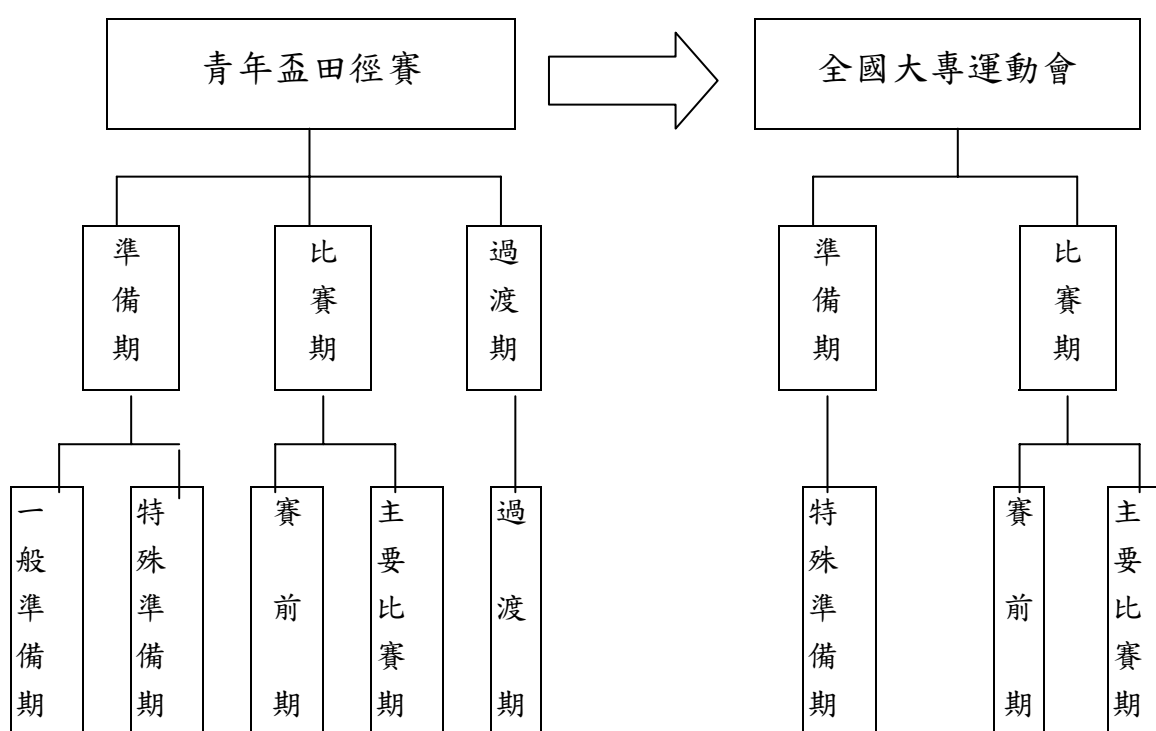 青年盃田徑賽
全國大專運動會
準備期
比賽期
過渡期
準備期
比賽期
一般準備期
特殊準備期
賽前期
主要比賽期
過渡期
特殊準備期
賽前期
主要比賽期